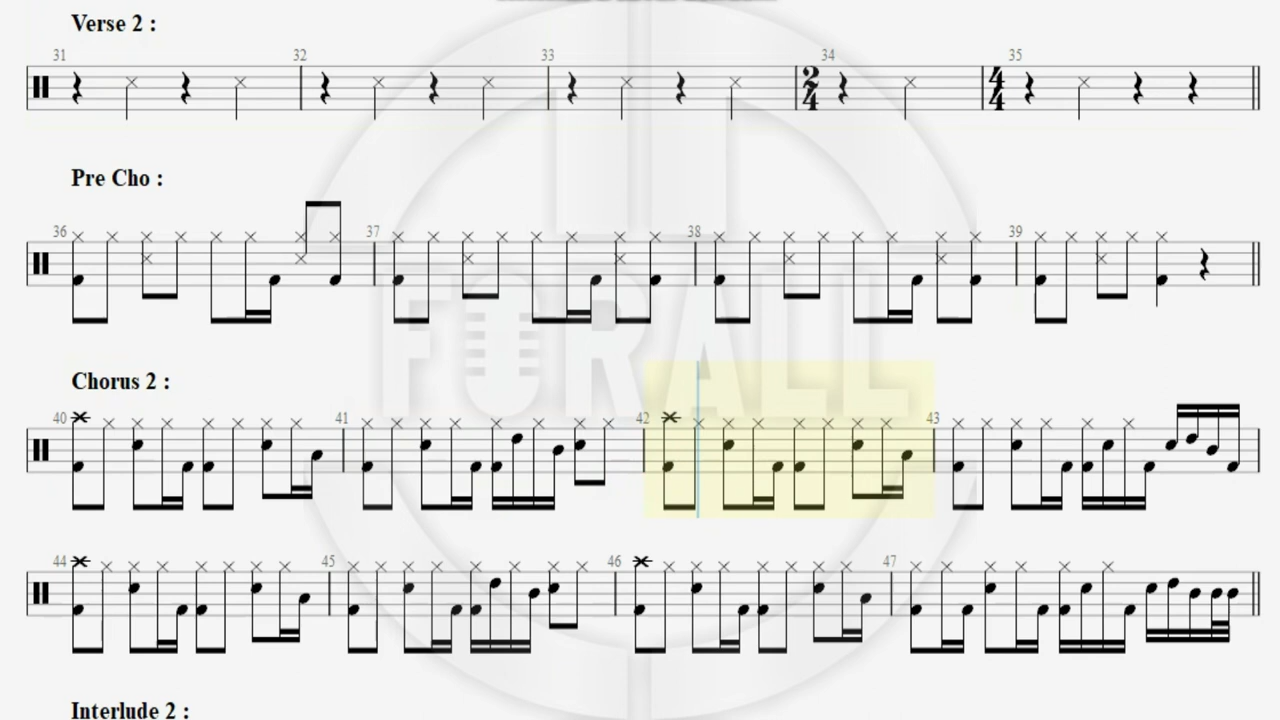 Verse 2 :
31 32 33 34 35
2 4
4 4
Pre Cho :
36 37 38 39
FORALL
Chorus 2 :
40 41 42 43
44 45 46 47
Interlude 2 :